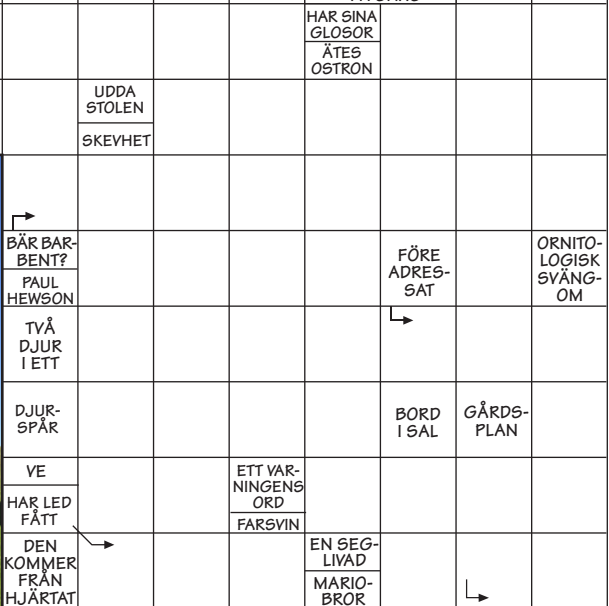 HAR SINA
GLOSOR
ÄTES
OSTRON
UDDA
STOLEN
SKEVHET
BÄR BAR-
BENT?
PAUL
HEWSON
FÖRE
ADRES-
SAT
ORNITO-
LOGISK
SVÄNG-
OM
TVÅ
DJUR
I ETT
DJUR-
SPÅR
BORD
I SAL
GÅRDS-
PLAN
VE
HAR LED
FÅTT
ETT VAR-
NINGENS
ORD
FARSVIN
DEN
KOMMER
FRÅN
HJÄRTAT
EN SEG-
LIVAD
MARIO-
BROR